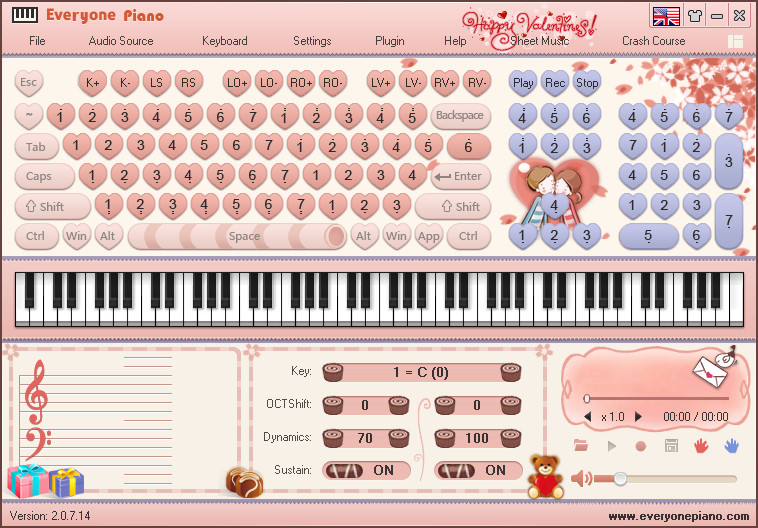 Everyone Piano
Happy Valentin's!
File Audio Source Keyboard Settings Plugin Help Sheet Music Crash Course
Esc K+ K- LS RS LO+ LO- RO+ RO- LV+ LV- RV+ RV- Play Rec Stop
~ 1 2 3 4 5 6 7 1 2 3 4 5 Backspace 4 5 6 4 5 6 7
Tab 1 2 3 4 5 6 7 1 2 3 4 5 6 1 2 3 7 1 2 3
Caps 1 2 3 4 5 6 7 1 2 3 4 Enter 4 5 6
Shift 1 2 3 4 5 6 7 1 2 3 Shift 4 1 2 3 7
Ctrl Win Alt Space Alt Win App Ctrl 1 2 3 5 6
Key: 1 = C (0)
OCTShift: 0 0
Dynamics: 70 100
Sustain: ON ON
x 1.0 00:00 / 00:00
Version: 2.0.7.14 www.everyonepiano.com